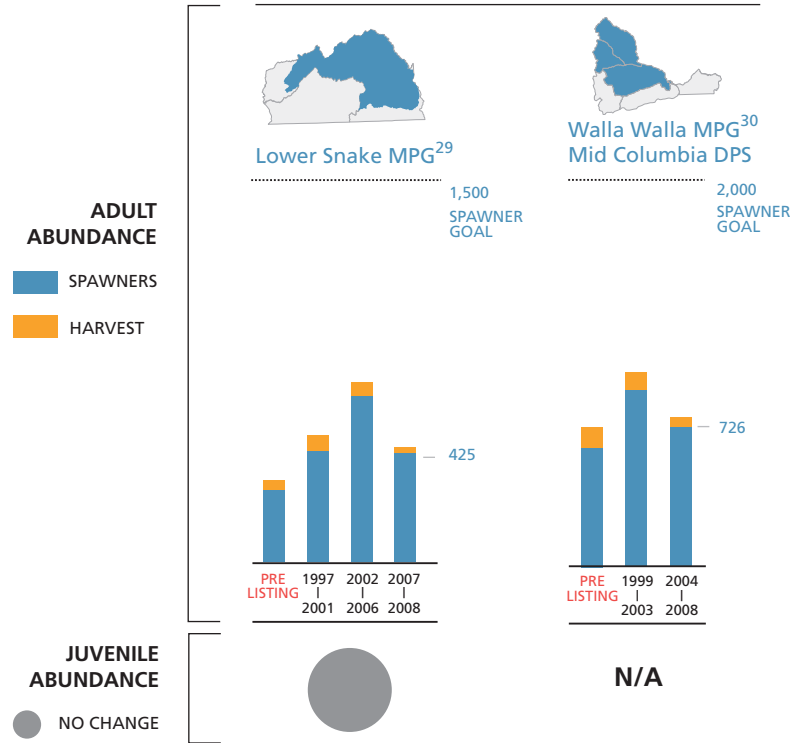 Lower Snake MPG29
Walla Walla MPG30
Mid Columbia DPS
1,500
SPAWNER
GOAL
2,000
SPAWNER
GOAL
ADULT
ABUNDANCE
SPAWNERS
HARVEST
425
726
PRE
LISTING
1997
|
2001
2002
|
2006
2007
|
2008
PRE
LISTING
1999
|
2003
2004
|
2008
JUVENILE
ABUNDANCE
NO CHANGE
N/A